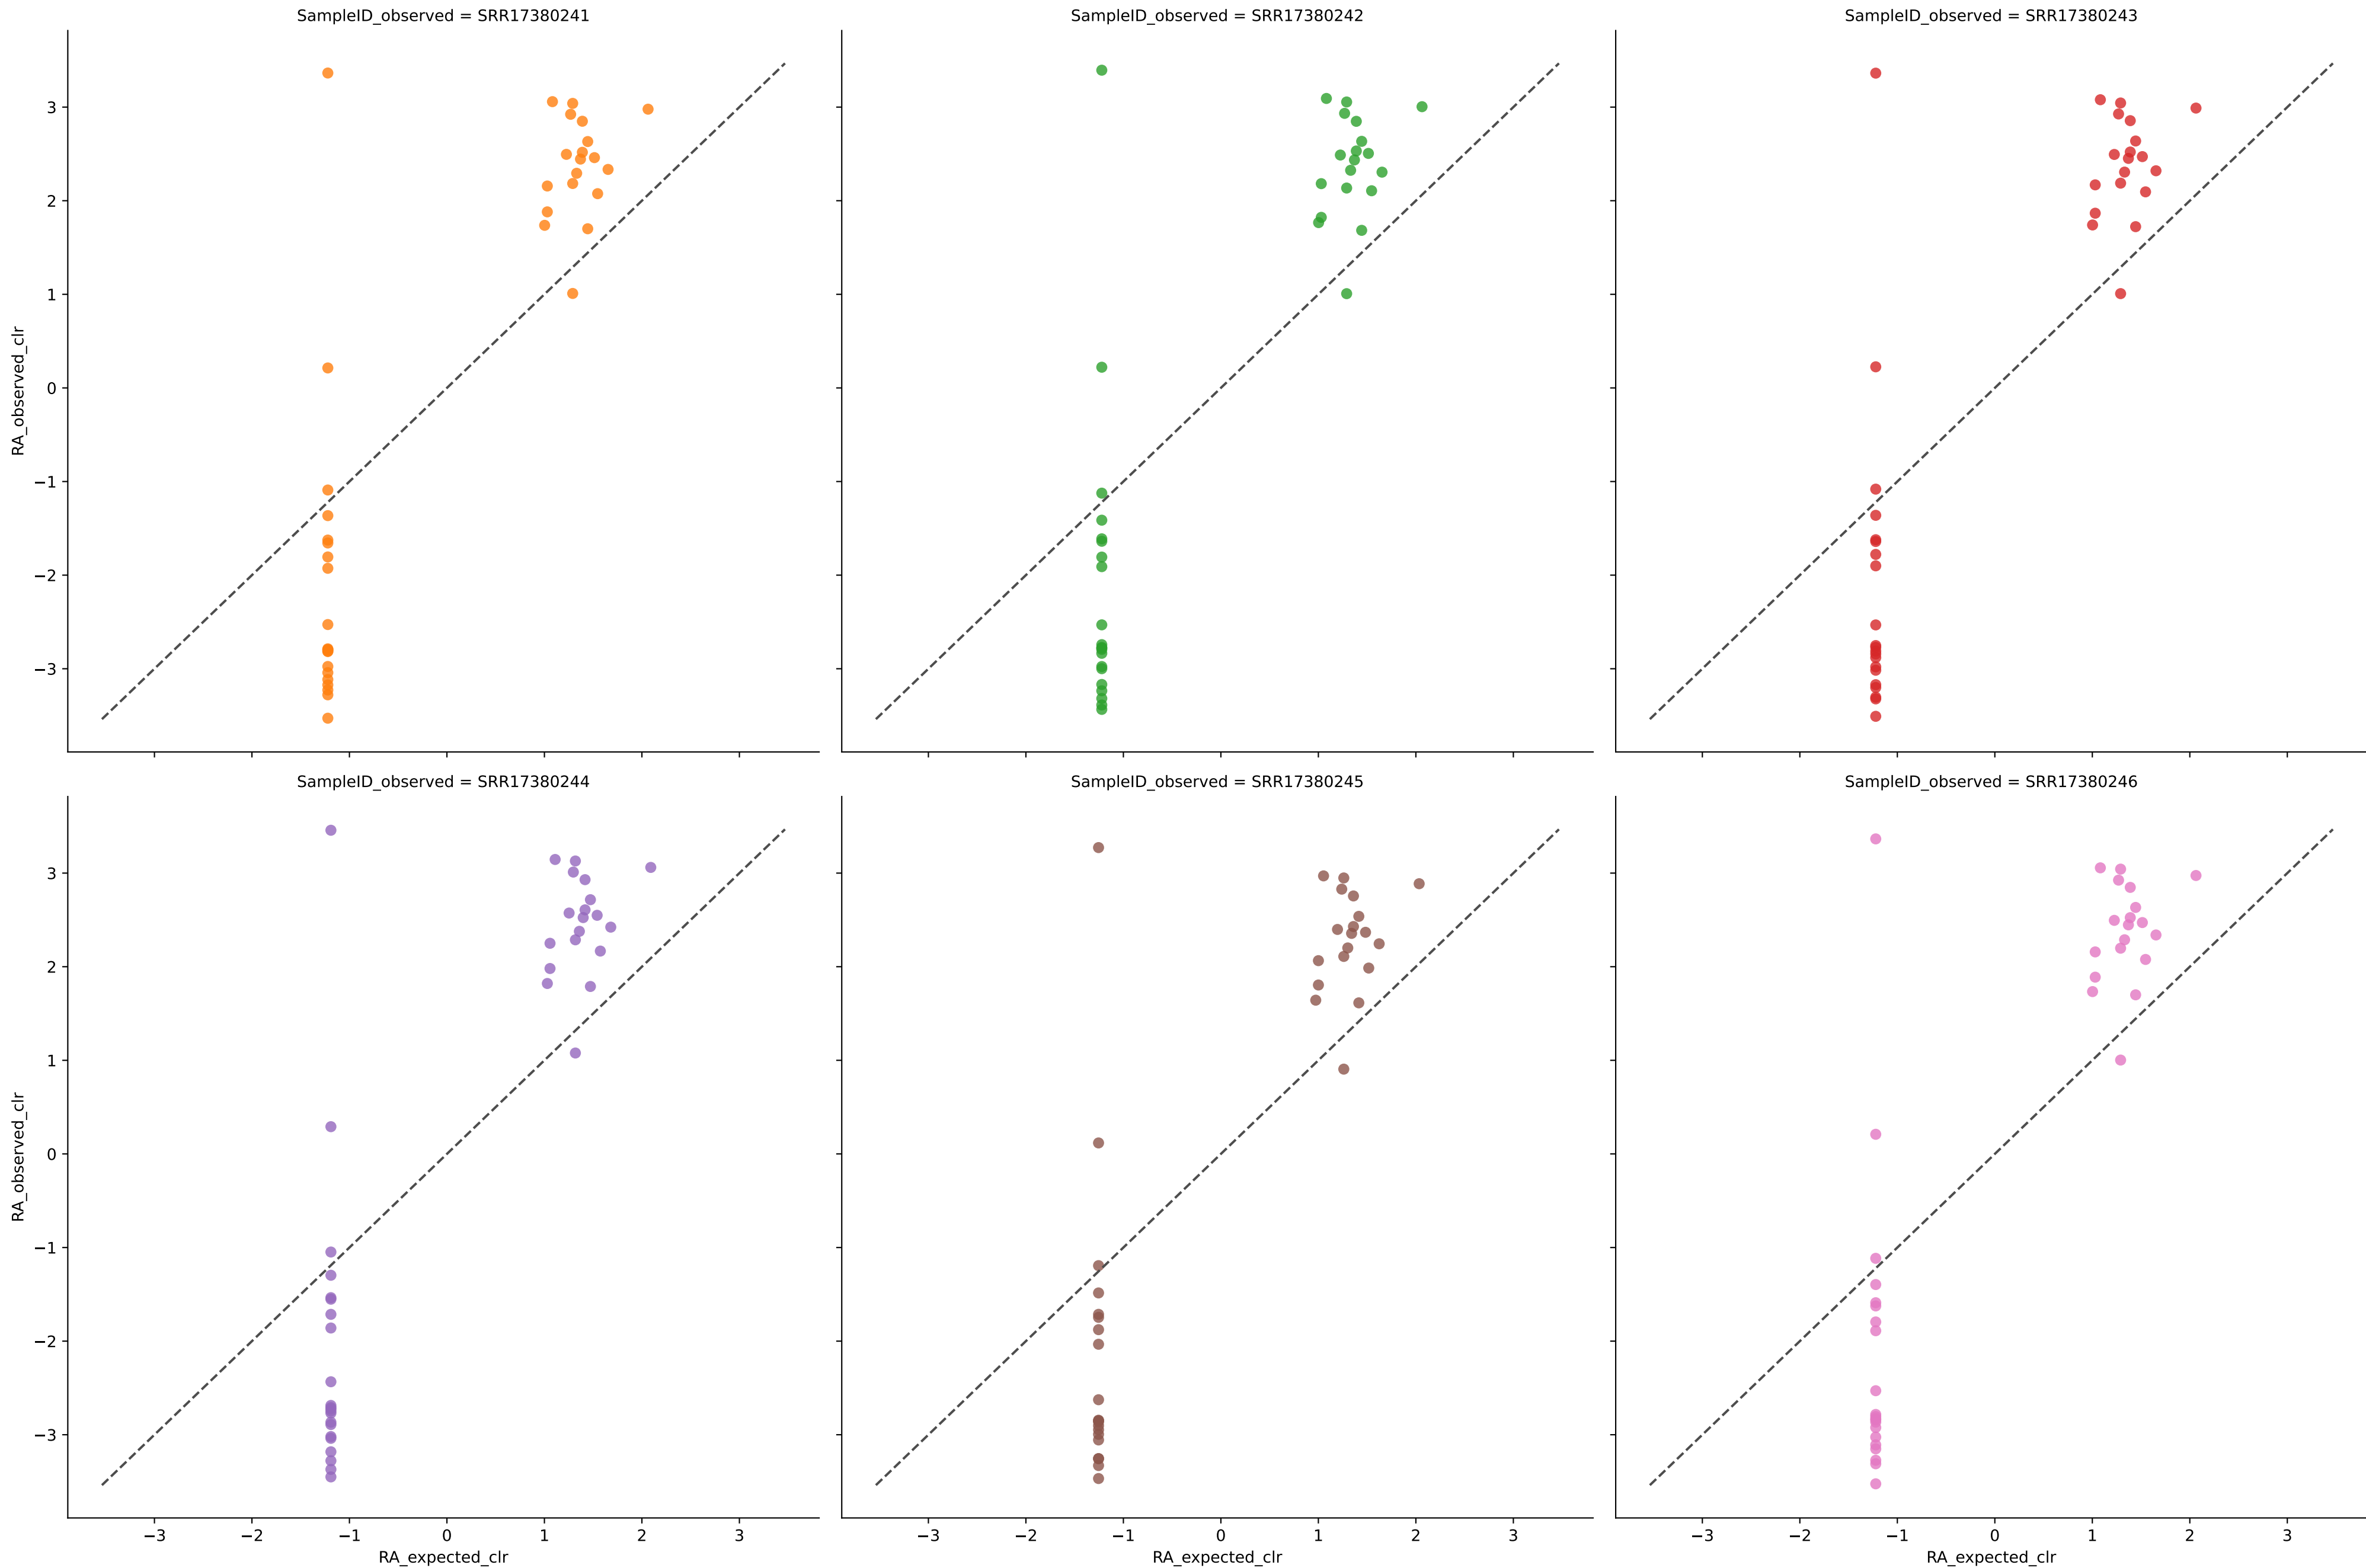 SampleID_observed = SRR17380241
SampleID_observed = SRR17380242
SampleID_observed = SRR17380243
RA_observed_clr
3
2
1
0
−1
−2
−3
SampleID_observed = SRR17380244
SampleID_observed = SRR17380245
SampleID_observed = SRR17380246
RA_observed_clr
3
2
1
0
−1
−2
−3
−3 −2 −1 0 1 2 3
−3 −2 −1 0 1 2 3
−3 −2 −1 0 1 2 3
RA_expected_clr
RA_expected_clr
RA_expected_clr